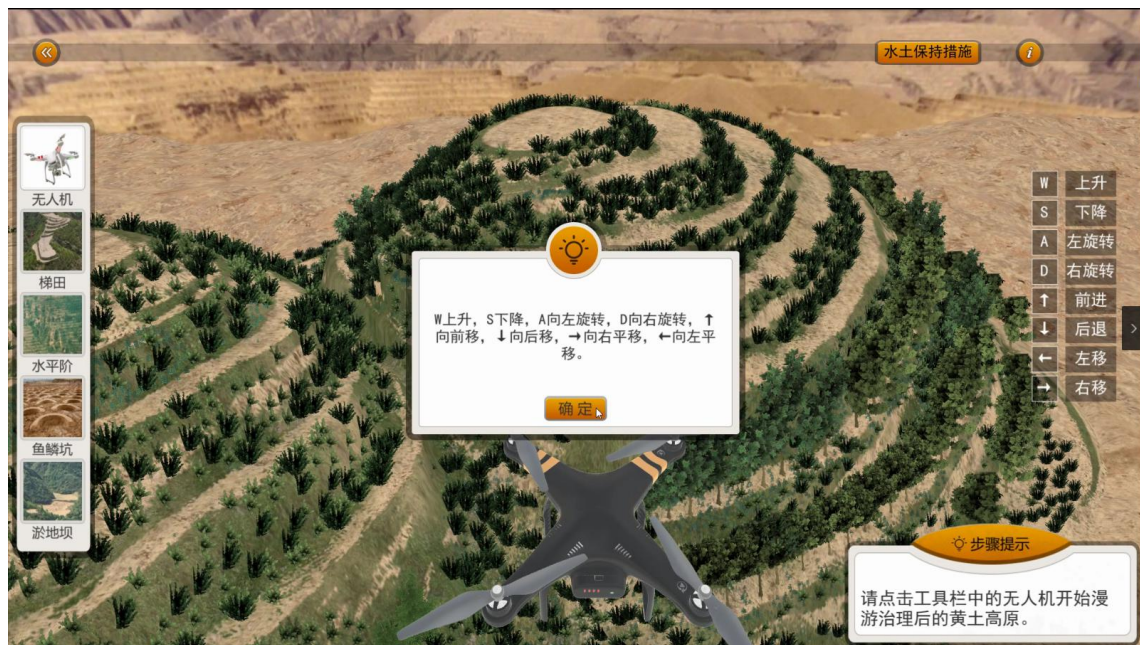 水土保持措施
i
无人机
梯田
水平阶
鱼鳞坑
淤地坝
W上升，S下降，A向左旋转，D向右旋转，↑
向前移，↓向后移，→向右平移，←向左平
移。
确定
W 上升
S 下降
A 左旋转
D 右旋转
↑ 前进
↓ 后退
← 左移
→ 右移
步骤提示
请点击工具栏中的无人机开始漫
游治理后的黄土高原。